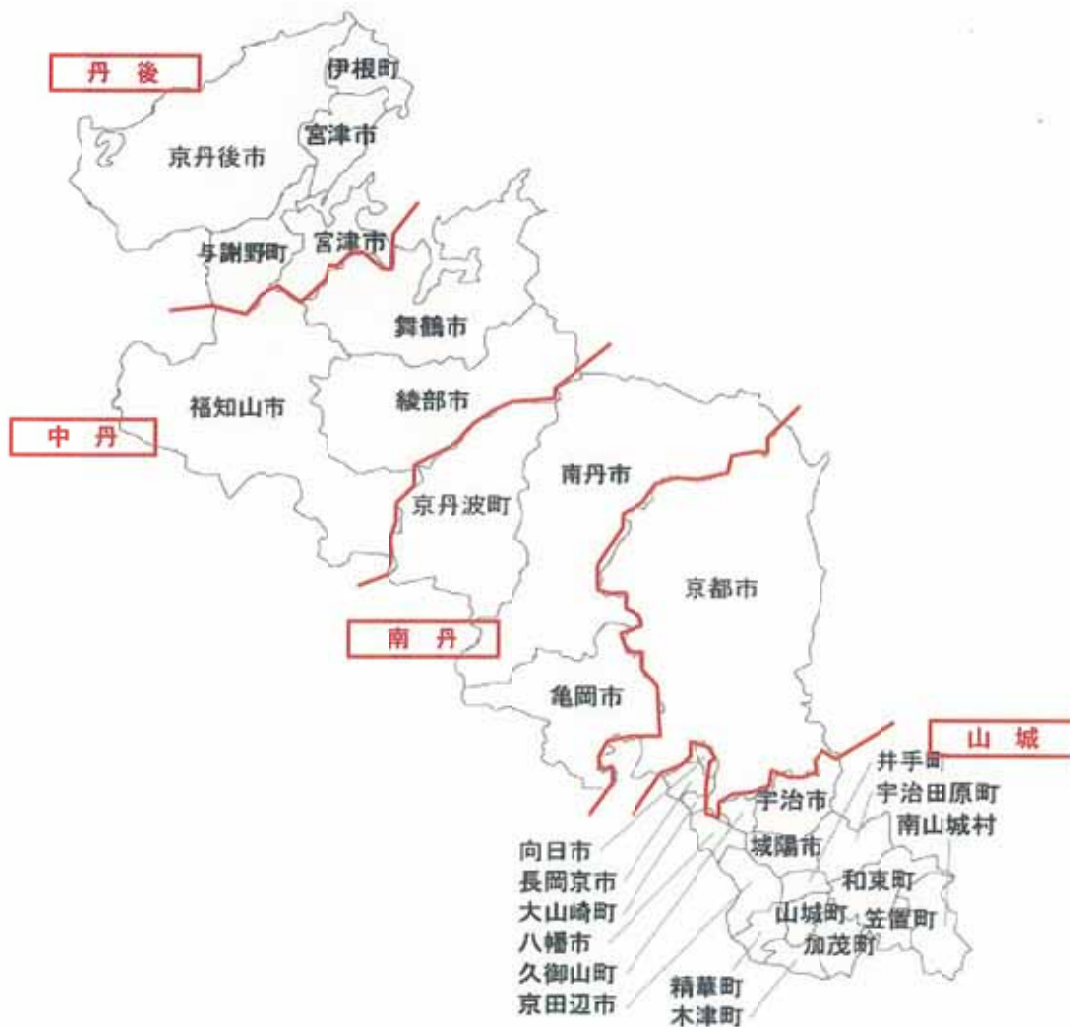 丹後
伊根町
宮津市
京丹後市
与謝野町
宮津市
舞鶴市
福知山市
綾部市
中丹
南丹市
京丹波町
京都市
南丹
亀岡市
山城
井手町
宇治市
宇治田原町
南山城村
城陽市
向日市
長岡京市
大山崎町
八幡市
久御山町
京田辺市
和束町
山城町
笠置町
加茂町
精華町
木津町